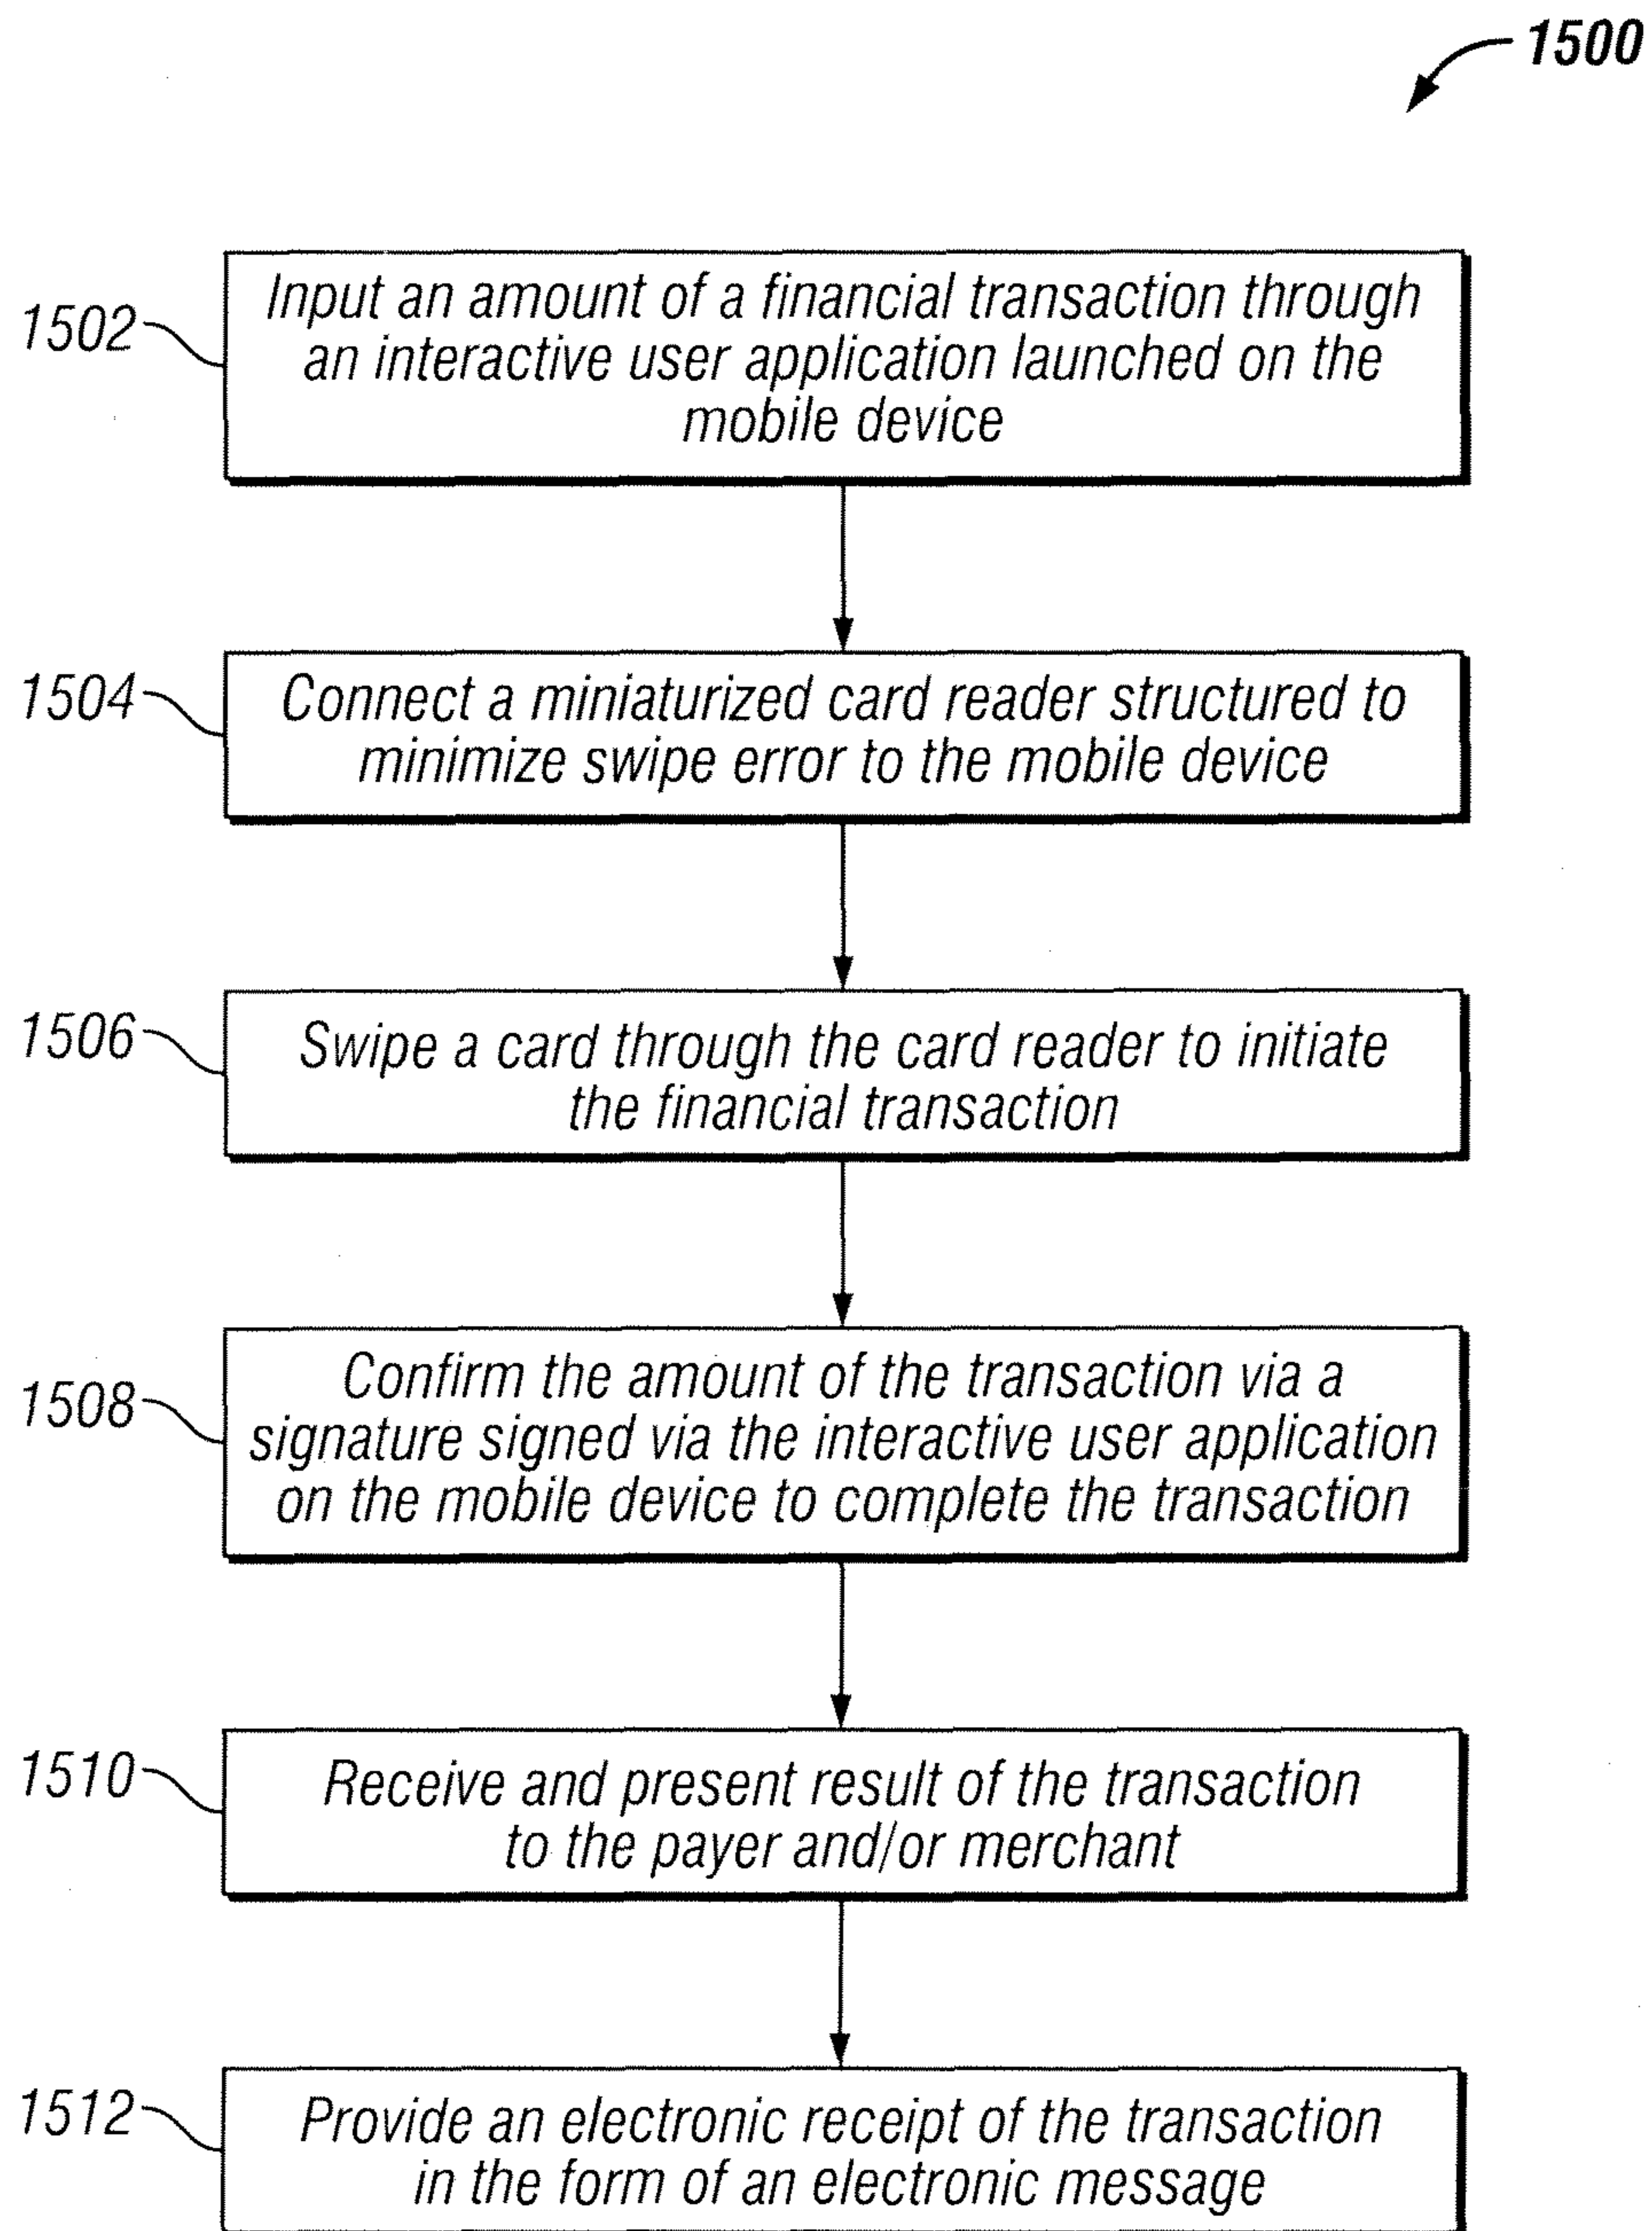 1500
1502
Input an amount of a financial transaction through
an interactive user application launched on the
mobile device
1504
Connect a miniaturized card reader structured to
minimize swipe error to the mobile device
1506
Swipe a card through the card reader to initiate
the financial transaction
1508
Confirm the amount of the transaction via a
signature signed via the interactive user application
on the mobile device to complete the transaction
1510
Receive and present result of the transaction
to the payer and/or merchant
1512
Provide an electronic receipt of the transaction
in the form of an electronic message